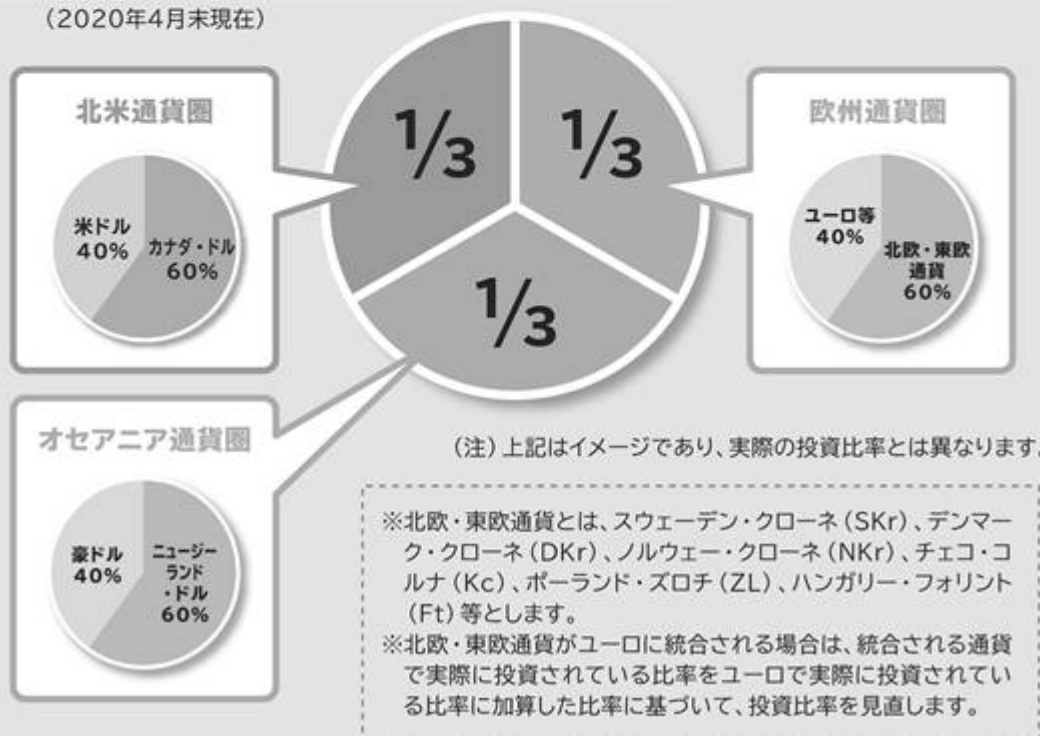 (2020年4月末現在)
北米通貨圏
米ドル
40%
カナダ・ドル
60%
1/3
1/3
1/3
欧州通貨圏
ユーロ等
40%
北欧・東欧
通貨
60%
オセアニア通貨圏
豪ドル
40%
ニュージー
ランド
・ドル
60%
(注)上記はイメージであり、実際の投資比率とは異なります。
※北欧・東欧通貨とは、スウェーデン・クローネ(SKr)、デンマー
ク・クローネ(DKr)、ノルウェー・クローネ(NKr)、チェコ・コ
ルナ(Kc)、ポーランド・ズロチ(ZL)、ハンガリー・フォリント
(Ft)等とします。
※北欧・東欧通貨がユーロに統合される場合は、統合される通貨
で実際に投資されている比率をユーロで実際に投資されてい
る比率に加算した比率に基づいて、投資比率を見直します。